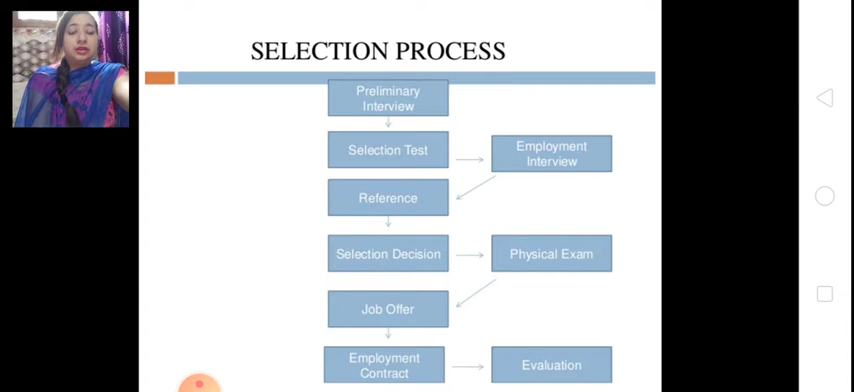 SELECTION PROCESS
Preliminary
Interview
Selection Test
Employment
Interview
Reference
Selection Decision
Physical Exam
Job Offer
Employment
Contract
Evaluation